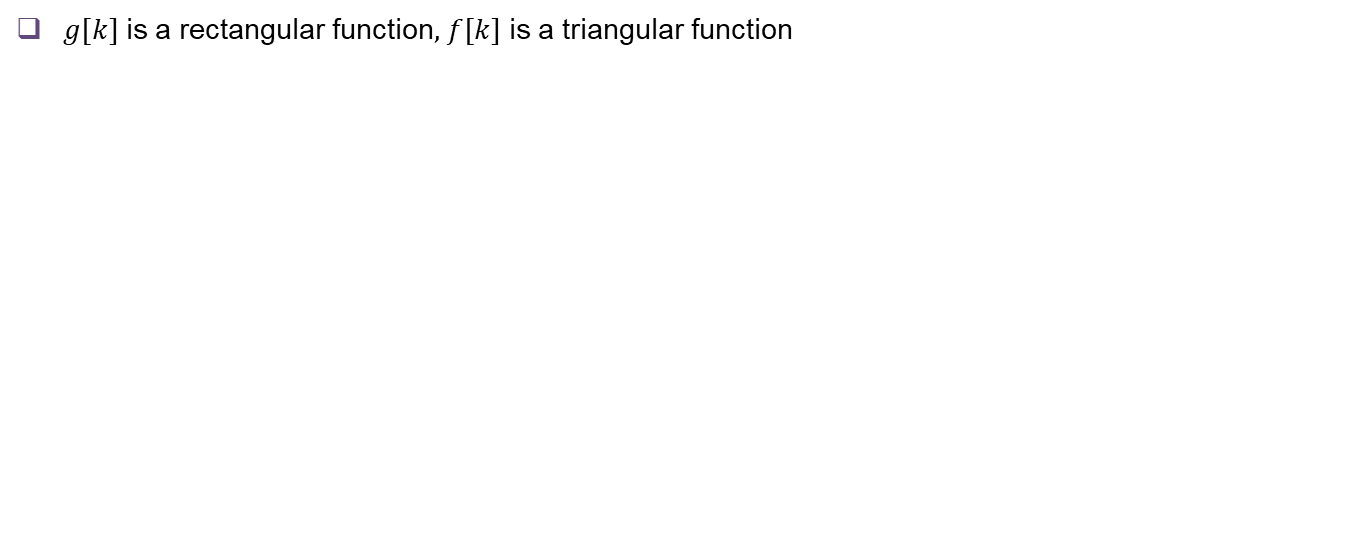 ❑ g[k] is a rectangular function, f[k] is a triangular function